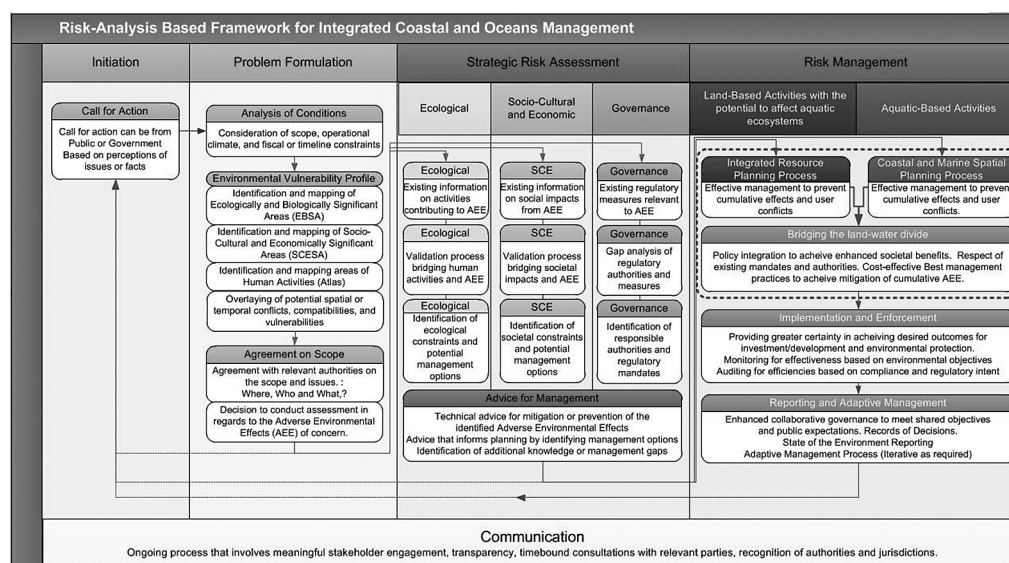 Risk-Analysis Based Framework for Integrated Coastal and Oceans Management
Initiation
Problem Formulation
Strategic Risk Assessment
Risk Management
Ecological
Socio-Cultural
and Economic
Governance
Land-Based Activities with the
potential to affect aquatic
ecosystems
Aquatic-Based Activities
Call for Action
Call for action can be from
Public or Government
Based on perceptions of
issues or facts
Analysis of Conditions
Consideration of scope, operational
climate, and fiscal or timeline constraints
Environmental Vulnerability Profile
Identification and mapping of
Ecologically and Biologically Significant
Areas (EBSA)
Identification and mapping of Socio-
Cultural and Economically Significant
Areas (SCESA)
Identification and mapping areas of
Human Activities (Atlas)
Overlaying of potential spatial or
temporal conflicts, compatibilities, and
vulnerabilities
Agreement on Scope
Agreement with relevant authorities on
the scope and issues. :
Where, Who and What,?
Decision to conduct assessment in
regards to the Adverse Environmental
Effects (AEE) of concern.
Ecological
Existing information
on activities
contributing to AEE
SCE
Existing information
on social impacts
from AEE
Governance
Existing regulatory
measures relevant
to AEE
Ecological
Validation process
bridging human
activities and AEE
SCE
Validation process
bridging societal
impacts and AEE
Governance
Gap analysis of
regulatory
authorities and
measures
Ecological
Identification of
ecological
constraints and
potential
management
options
SCE
Identification of
societal constraints
and potential
management
options
Governance
Identification of
responsible
authorities and
regulatory
mandates
Advice for Management
Technical advice for mitigation or prevention of the
identified Adverse Environmental Effects
Advice that informs planning by identifying management options
Identification of additional knowledge or management gaps
Integrated Resource
Planning Process
Effective management to prevent
cumulative effects and user
conflicts
Coastal and Marine Spatial
Planning Process
Effective management to preven
cumulative effects and user
conflicts.
Bridging the land-water divide
Policy integration to acheive enhanced societal benefits. Respect of
existing mandates and authorities. Cost-effective Best management
practices to acheive mitigation of cumulative AEE.
Implementation and Enforcement
Providing greater certainty in achieving desired outcomes for
investment/development and environmental protection.
Monitoring for effectiveness based on environmental objectives
Auditing for efficiencies based on compliance and regulatory intent
Reporting and Adaptive Management
Enhanced collaborative governance to meet shared objectives
and public expectations. Records of Decisions.
State of the Environment Reporting
Adaptive Management Process (Iterative as required)
Communication
Ongoing process that involves meaningful stakeholder engagement, transparency, timebound consultations with relevant parties, recognition of authorities and jurisdictions.